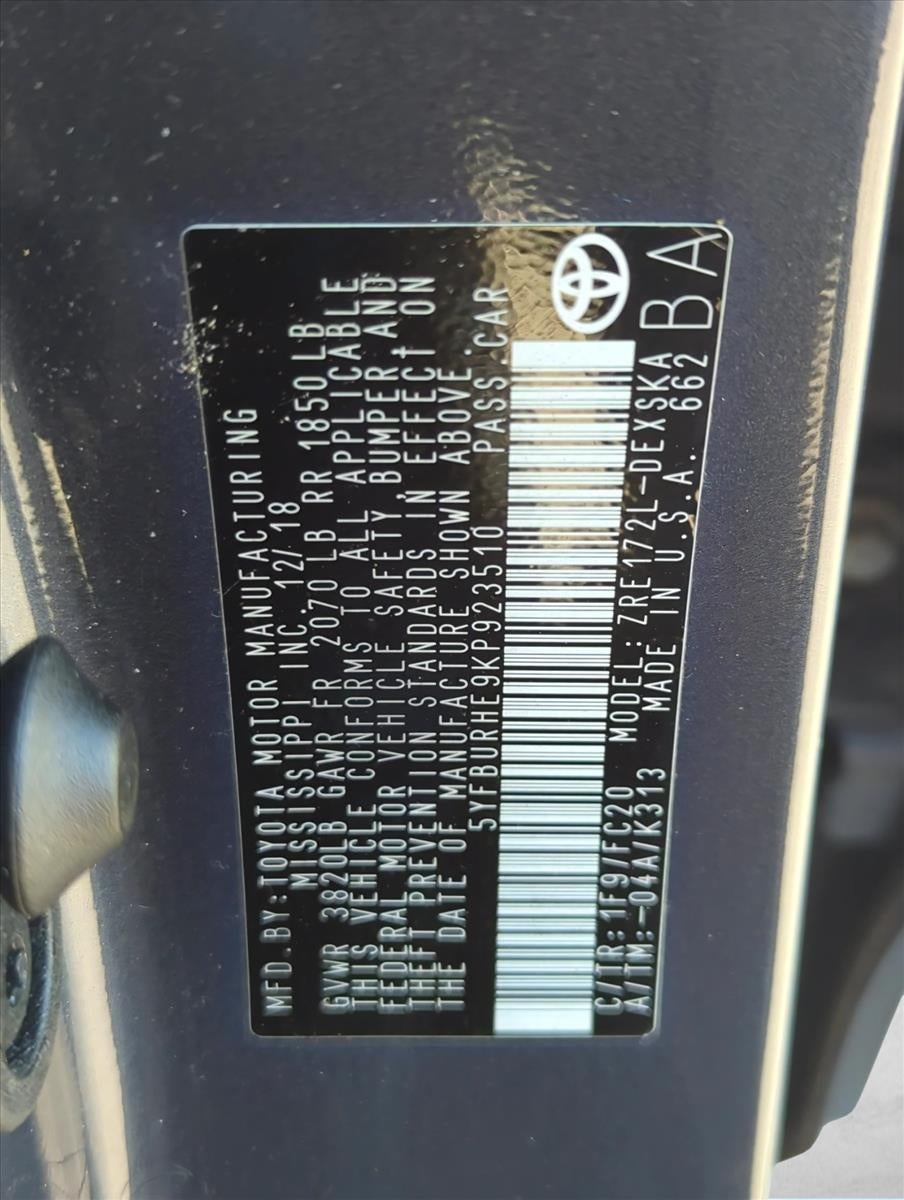 MFD.BY:TOYOTA MOTOR MANUFACTURING
MISSISSIPPI INC. 12/18
GVWR 3820LB GAWR FR 2070 LB RR 1850LB
THIS VEHICLE CONFORMS TO ALL APPLICABLE
FEDERAL MOTOR VEHICLE SAFETY, BUMPER AND
THEFT PREVENTION STANDARDS IN EFFECT ON
THE DATE OF MANUFACTURE SHOWN ABOVE.
5YFBURHE9KP923510 PASS.CAR
C/TR:1F9/FC20 MODEL:ZRE172L-DEXSKA
A/TM:-04A/K313 MADE IN U.S.A. 662 BA